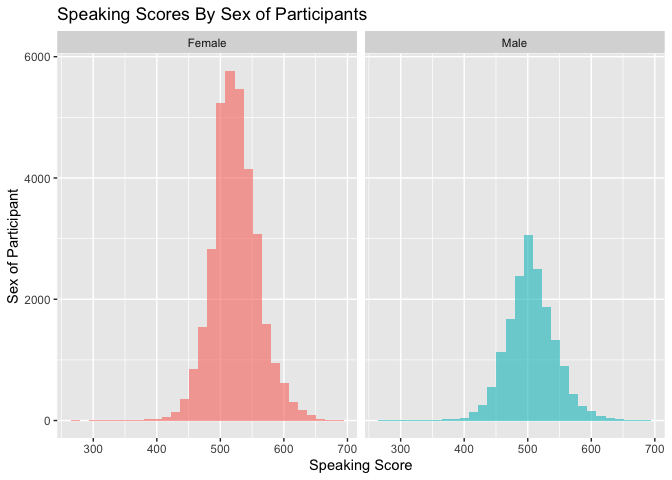 Speaking Scores By Sex of Participants
Female
Male
6000
4000
2000
0
Sex of Participant
300 400 500 600 700
300 400 500 600 700
Speaking Score